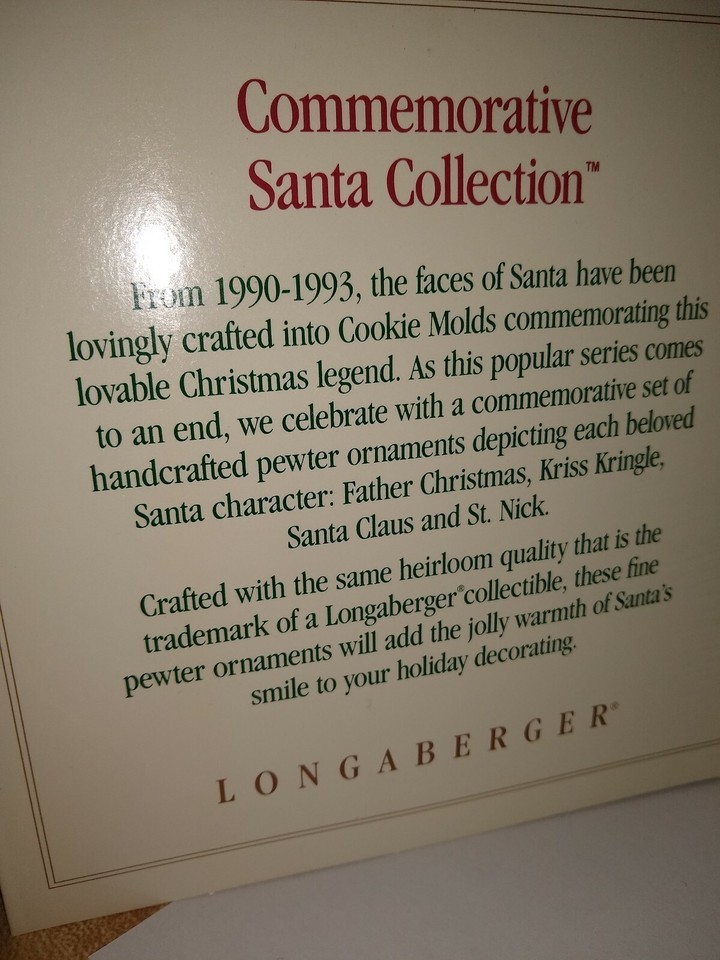 Commemorative
Santa Collection™
From 1990-1993, the faces of Santa have been
lovingly crafted into Cookie Molds commemorating this
lovable Christmas legend. As this popular series comes
to an end, we celebrate with a commemorative set of
handcrafted pewter ornaments depicting each beloved
Santa character: Father Christmas, Kriss Kringle,
Santa Claus and St. Nick.
Crafted with the same heirloom quality that is the
trademark of a Longaberger® collectible, these fine
pewter ornaments will add the jolly warmth of Santa's
smile to your holiday decorating.
LONGABERGER®